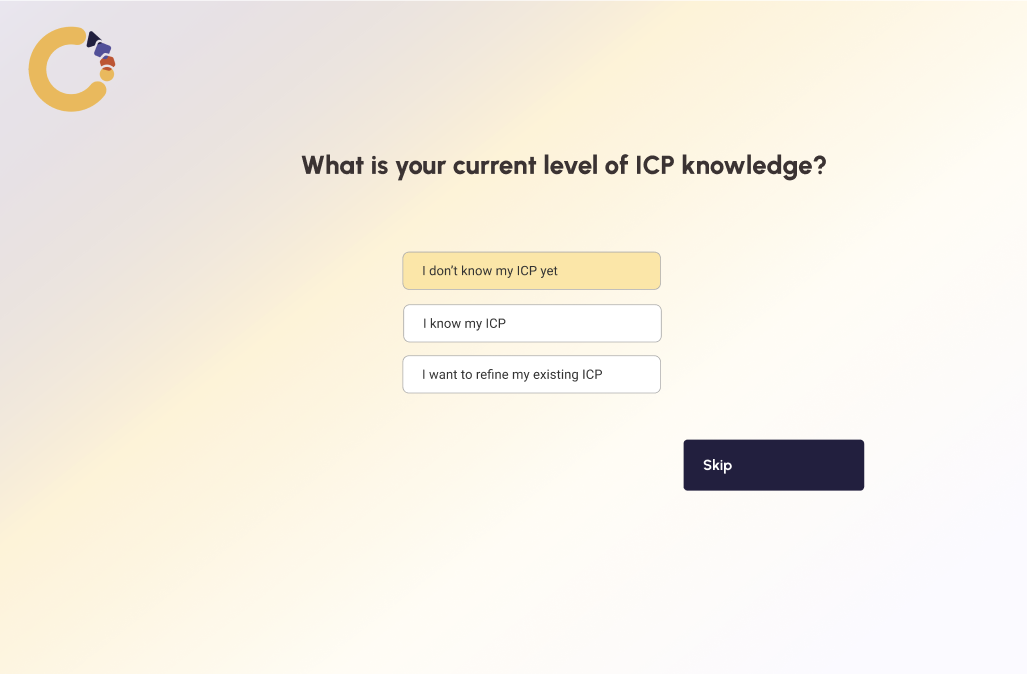 What is your current level of ICP knowledge?
I don’t know my ICP yet
I know my ICP
I want to refine my existing ICP
Skip